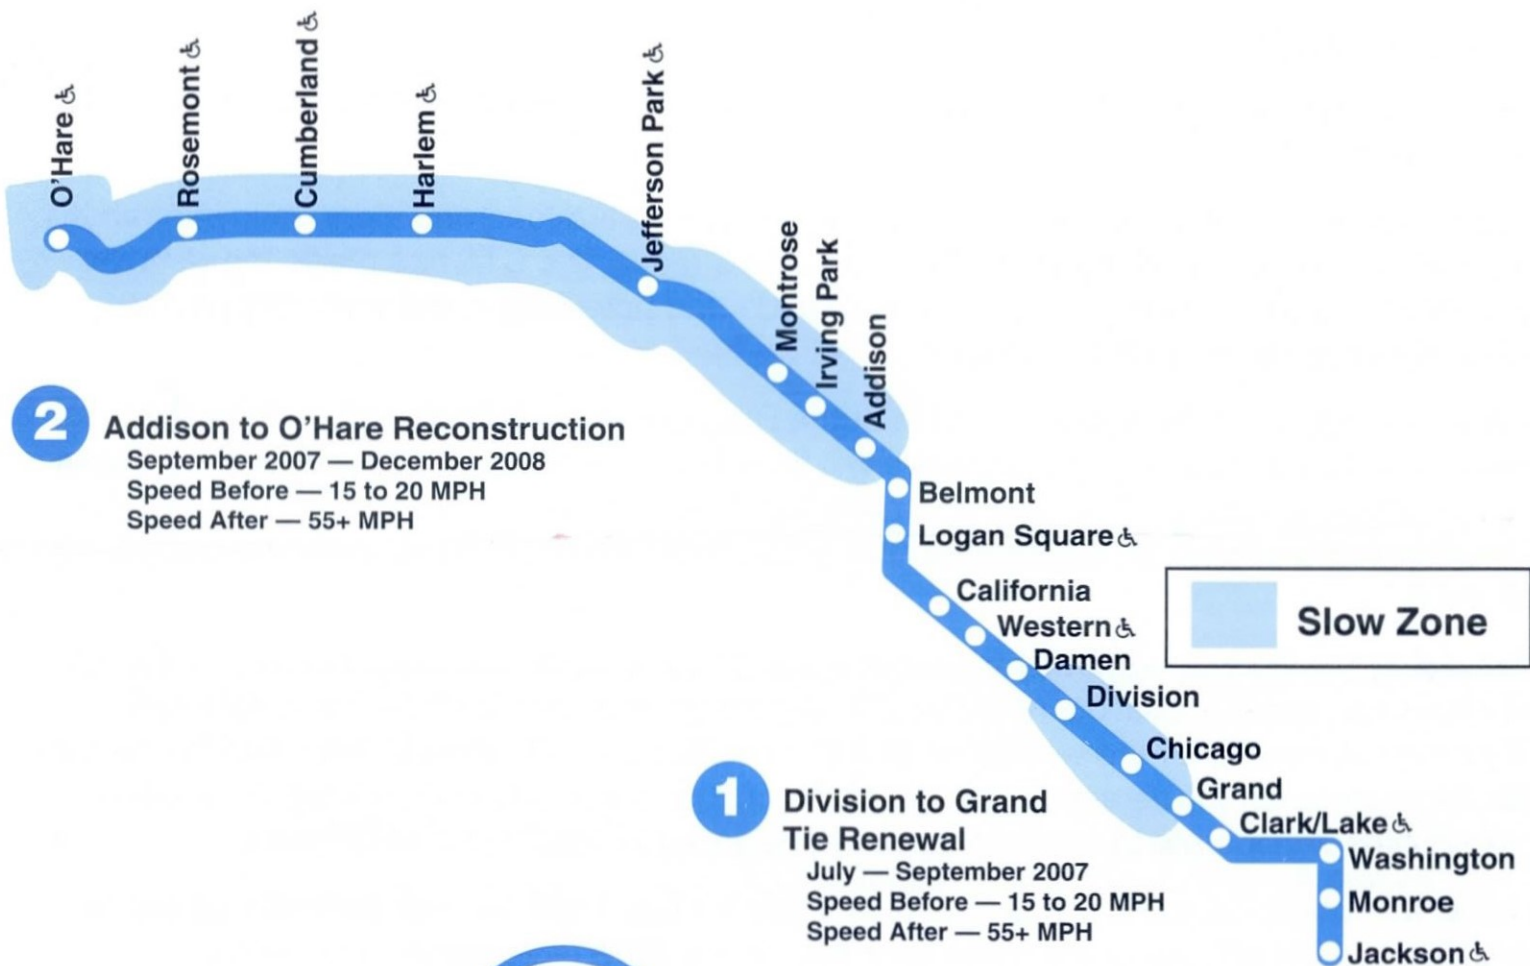 O'Hare
Rosemont
Cumberland
Harlem
Jefferson Park
Montrose
Irving Park
Addison
Belmont
Logan Square
California
Western
Damen
Division
Chicago
Grand
Clark/Lake
Washington
Monroe
Jackson
Slow Zone
2
Addison to O'Hare Reconstruction
September 2007 — December 2008
Speed Before — 15 to 20 MPH
Speed After — 55+ MPH
1
Division to Grand
Tie Renewal
July — September 2007
Speed Before — 15 to 20 MPH
Speed After — 55+ MPH